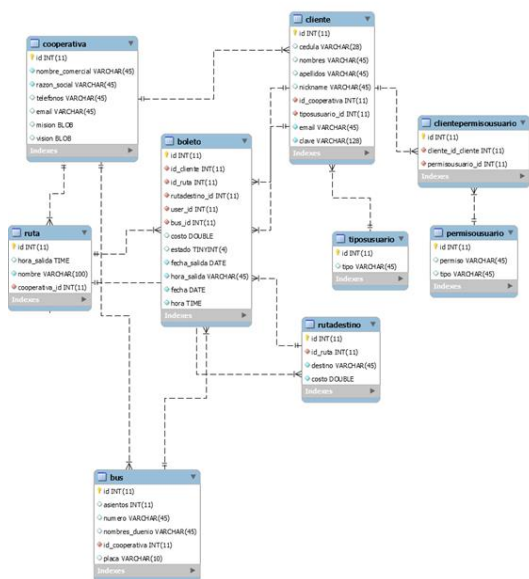 cooperativa
id INT(11)
nombre_comercial VARCHAR(45)
razon_social VARCHAR(45)
telefonos VARCHAR(45)
email VARCHAR(45)
mision BLOB
vision BLOB
Indexes
cliente
id INT(11)
cedula VARCHAR(28)
nombres VARCHAR(45)
apellidos VARCHAR(45)
nickname VARCHAR(45)
id_cooperativa INT(11)
tiposusuario_id INT(11)
email VARCHAR(45)
clave VARCHAR(128)
Indexes
clientepermisousuario
id INT(11)
cliente_id_cliente INT(11)
permisousuario_id INT(11)
Indexes
boleto
id INT(11)
id_cliente INT(11)
id_ruta INT(11)
rutadestino_id INT(11)
user_id INT(11)
bus_id INT(11)
costo DOUBLE
estado TINYINT(4)
fecha_salida DATE
hora_salida VARCHAR(45)
fecha DATE
hora TIME
Indexes
ruta
id INT(11)
hora_salida TIME
nombre VARCHAR(100)
cooperativa_id INT(11)
Indexes
tiposusuario
id INT(11)
tipo VARCHAR(45)
Indexes
permisousuario
id INT(11)
permiso VARCHAR(45)
tipo VARCHAR(45)
Indexes
rutadestino
id INT(11)
id_ruta INT(11)
destino VARCHAR(45)
costo DOUBLE
Indexes
bus
id INT(11)
asientos INT(11)
numero VARCHAR(45)
nombres_duenio VARCHAR(45)
id_cooperativa INT(11)
placa VARCHAR(10)
Indexes